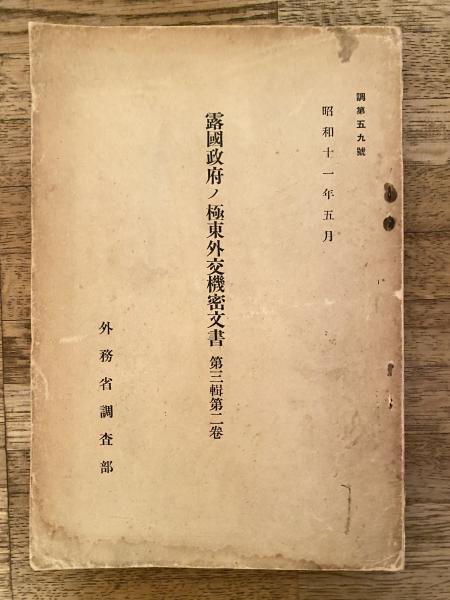 調第五九號
昭和十一年五月
露國政府ノ極東外交機密文書 第三輯第二卷
外務省調査部